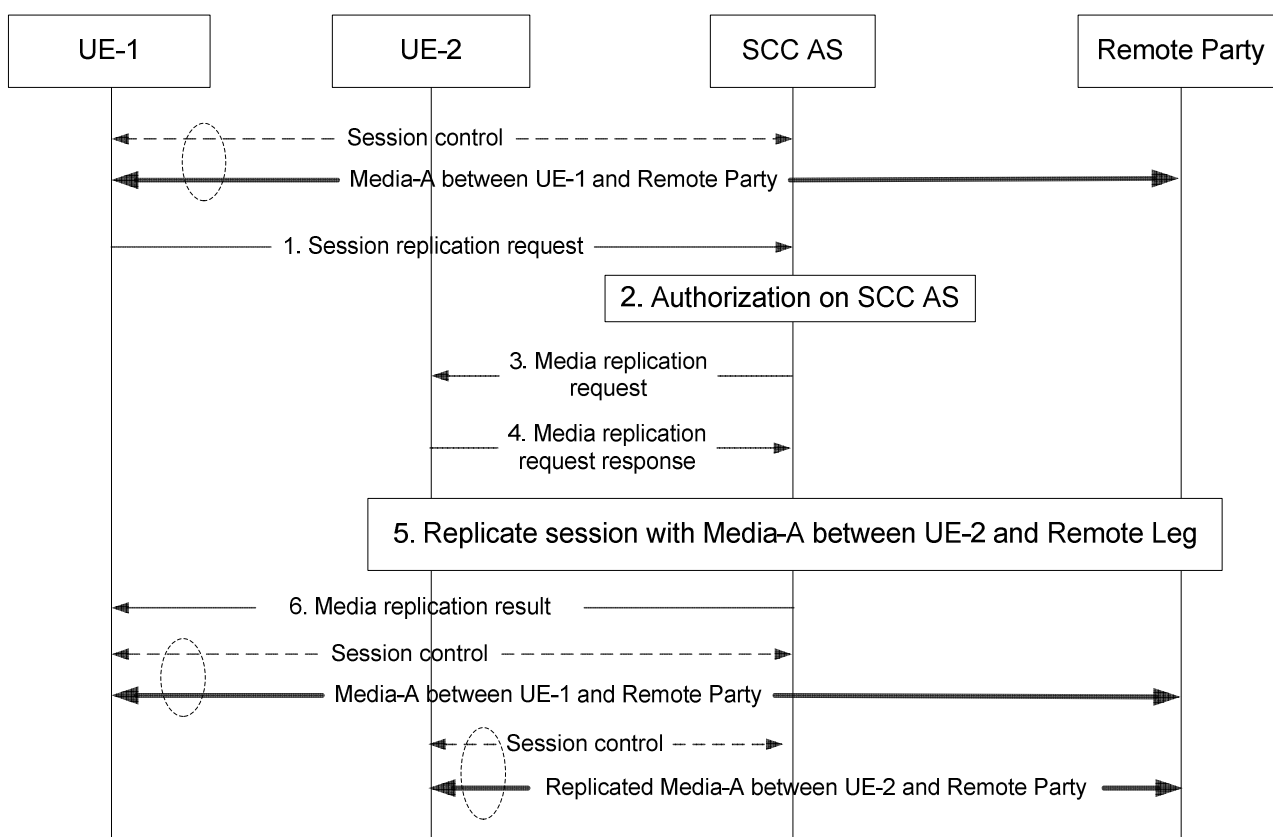 UE-1
UE-2
SCC AS
Remote Party
Session control
Media-A between UE-1 and Remote Party
1. Session replication request
2. Authorization on SCC AS
3. Media replication
request
4. Media replication
request response
5. Replicate session with Media-A between UE-2 and Remote Leg
6. Media replication result
Session control
Media-A between UE-1 and Remote Party
Session control
Replicated Media-A between UE-2 and Remote Party